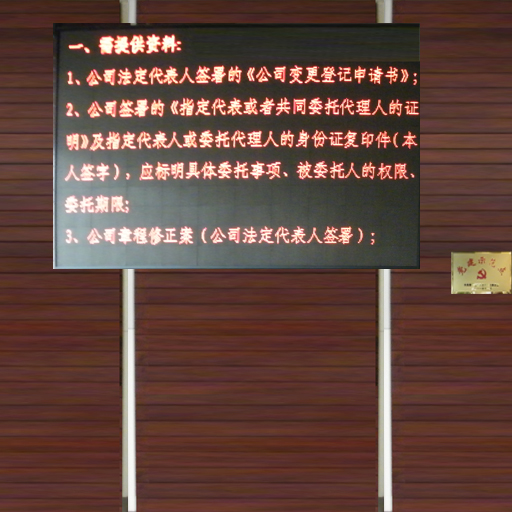 一、需提供资料:
1、公司法定代表人签署的《公司变更登记申请书》;
2、公司签署的《指定代表或者共同委托代理人的证
明》及指定代表人或委托代理人的身份证复印件(本
人签字),应标明具体委托事项、被委托人的权限、
委托期限;
3、公司章程修正案(公司法定代表人签署);